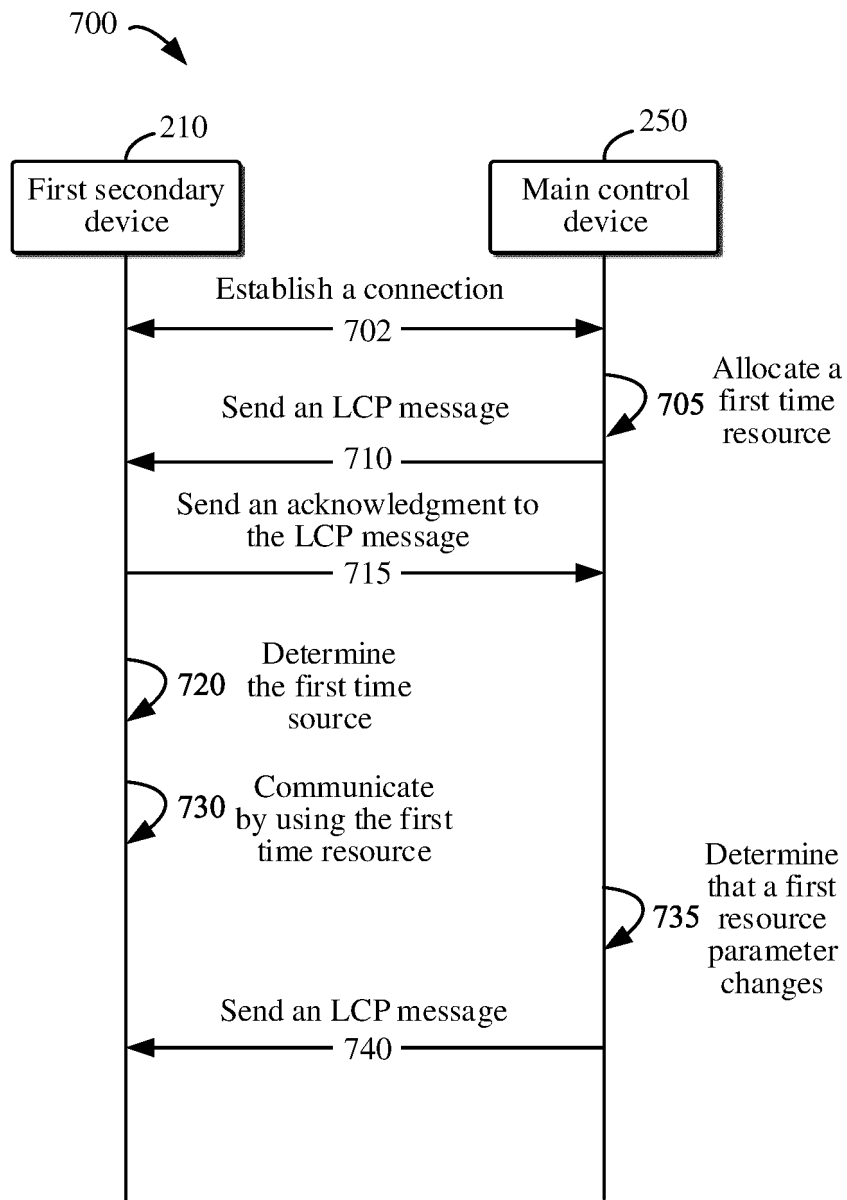 700
210
250
First secondary
device
Main control
device
Establish a connection
702
Allocate a
705 first time
resource
Send an LCP message
710
Send an acknowledgment to
the LCP message
715
Determine
720 the first time
source
Communicate
730 by using the first
time resource
Determine
that a first
735 resource
parameter
changes
Send an LCP message
740